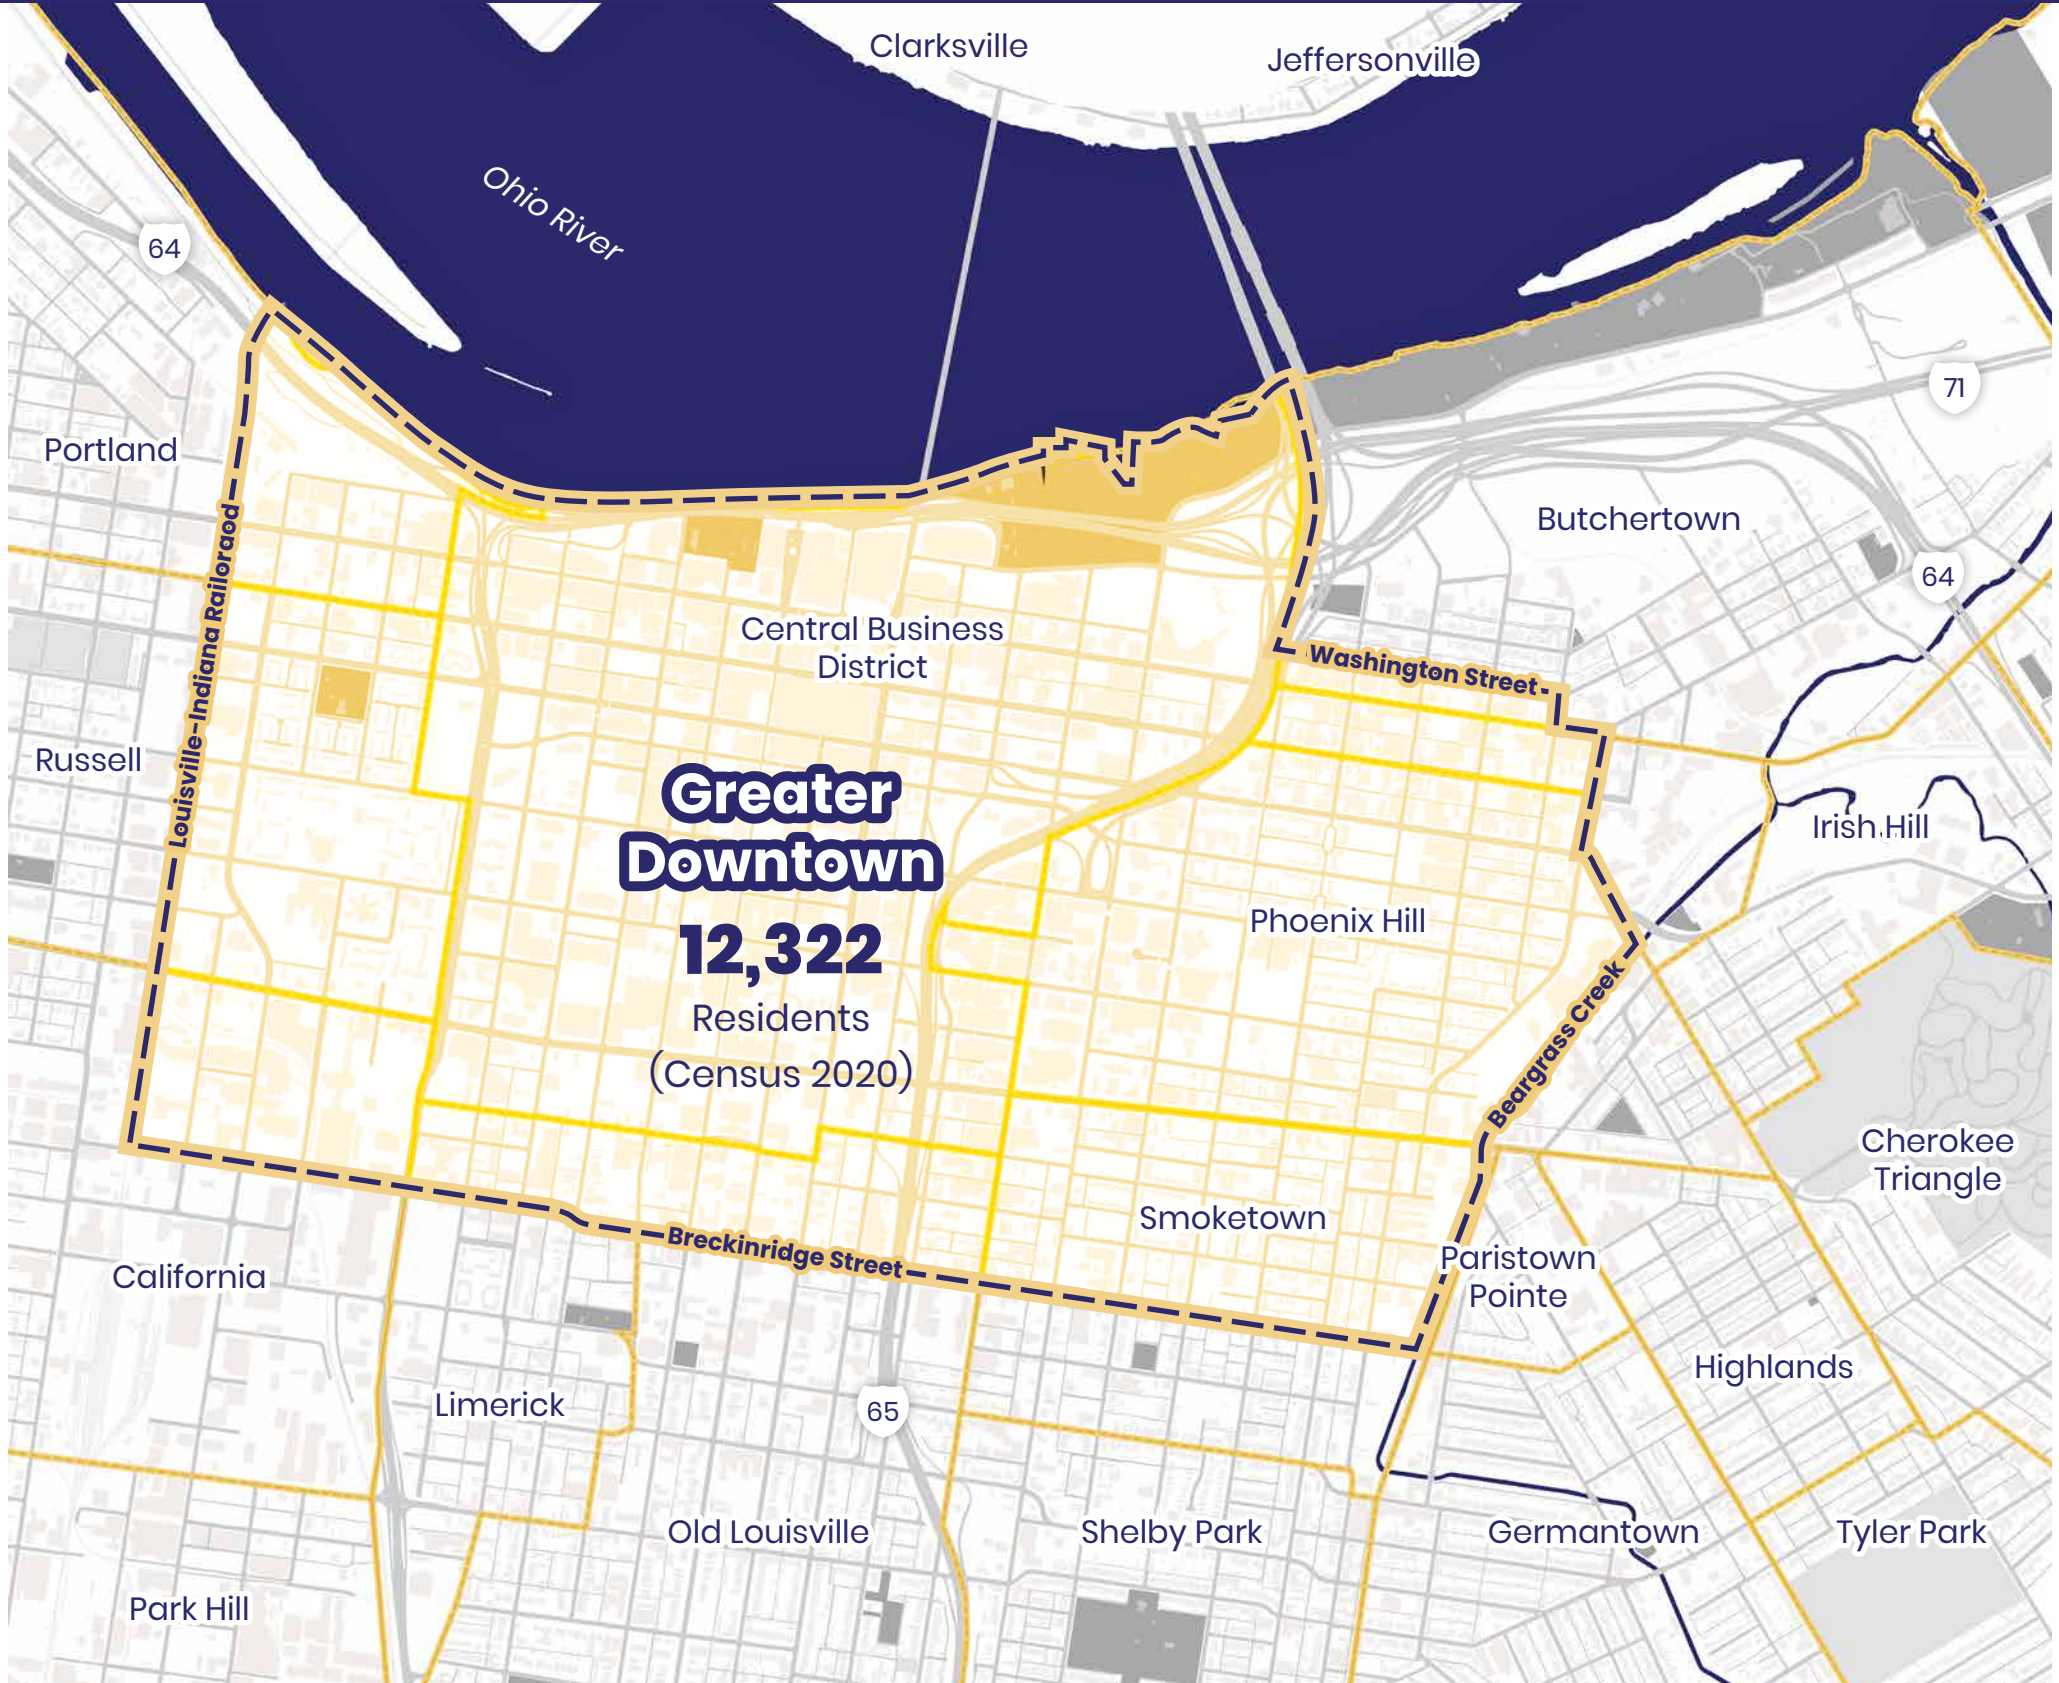 Clarksville
Jeffersonville
Ohio River
64
71
Portland
Butchertown
64
Louisville-Indiana Railoraod
Central Business
District
Washington Street
Russell
Greater
Downtown
12,322
Residents
(Census 2020)
Irish Hill
Phoenix Hill
Beargrass Creek
Cherokee
Triangle
Smoketown
Paristown
Pointe
Breckinridge Street
California
Highlands
Limerick
65
Old Louisville
Shelby Park
Germantown
Tyler Park
Park Hill